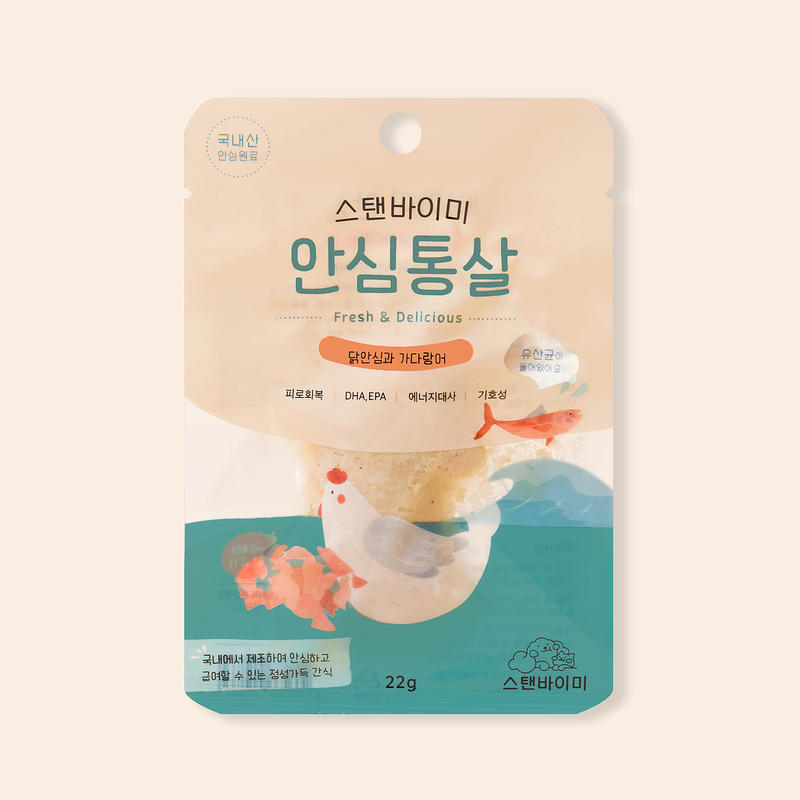 국내산
안심원료
스탠바이미
안심통살
Fresh & Delicious
닭안심과 가다랑어
유산균이
들어있어요!
피로회복 | DHA,EPA | 에너지대사 | 기호성
국내에서 제조하여 안심하고
급여할 수 있는 정성가득 간식
22g
스탠바이미